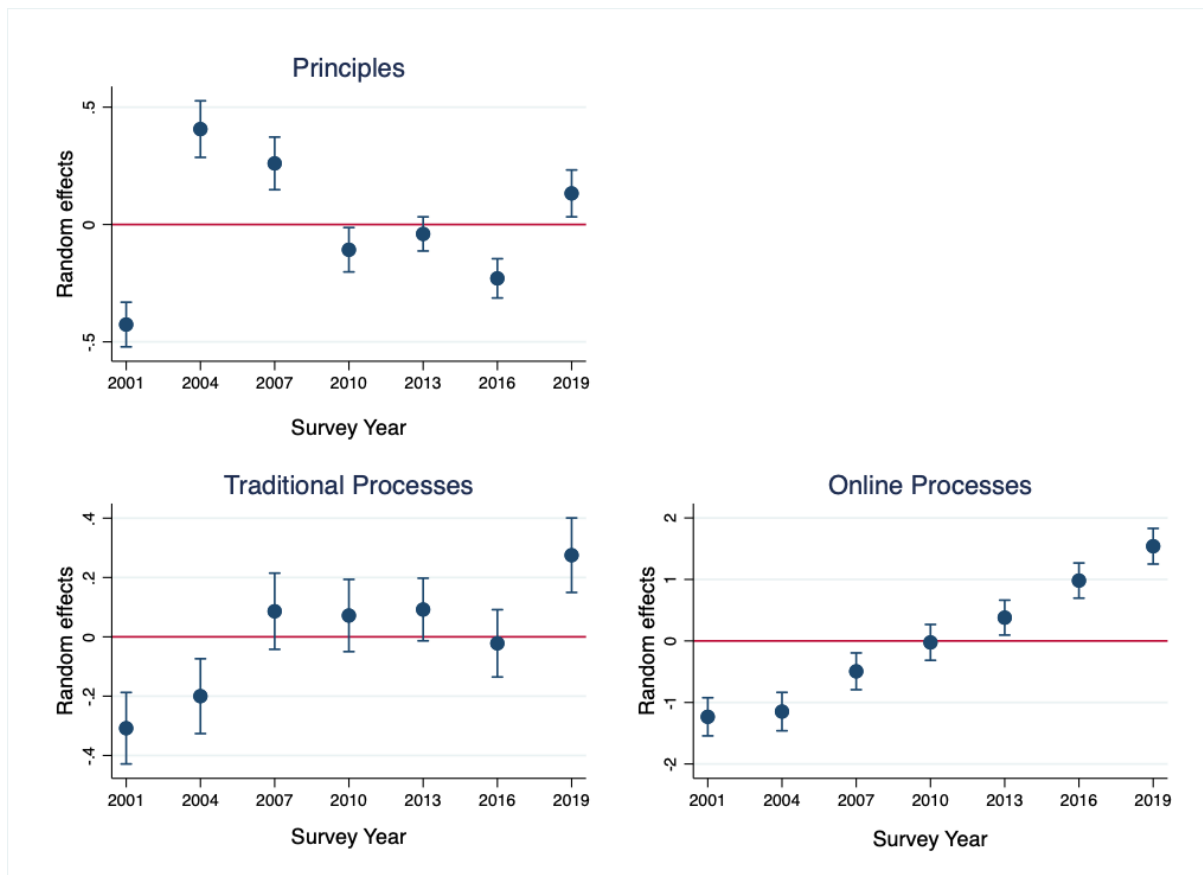 Principles
Random effects
.5
0
-.5
2001 2004 2007 2010 2013 2016 2019
Survey Year
Traditional Processes
Random effects
.4
.2
0
-.2
-.4
2001 2004 2007 2010 2013 2016 2019
Survey Year
Online Processes
Random effects
2
1
0
-1
-2
2001 2004 2007 2010 2013 2016 2019
Survey Year